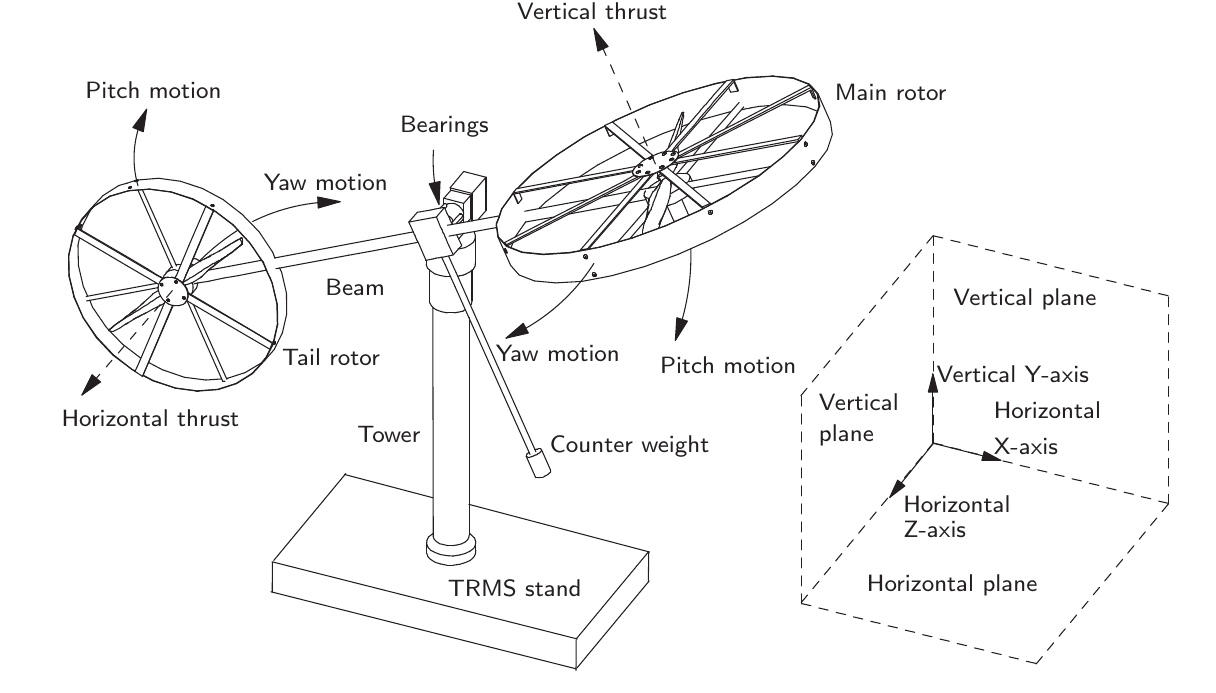 Vertical thrust
Pitch motion
Main rotor
Bearings
Yaw motion
Beam
Vertical plane
Yaw motion
Tail rotor
Pitch motion
Vertical Y-axis
Vertical
plane
Horizontal
X-axis
Horizontal thrust
Tower
Counter weight
Horizontal
Z-axis
TRMS stand
Horizontal plane